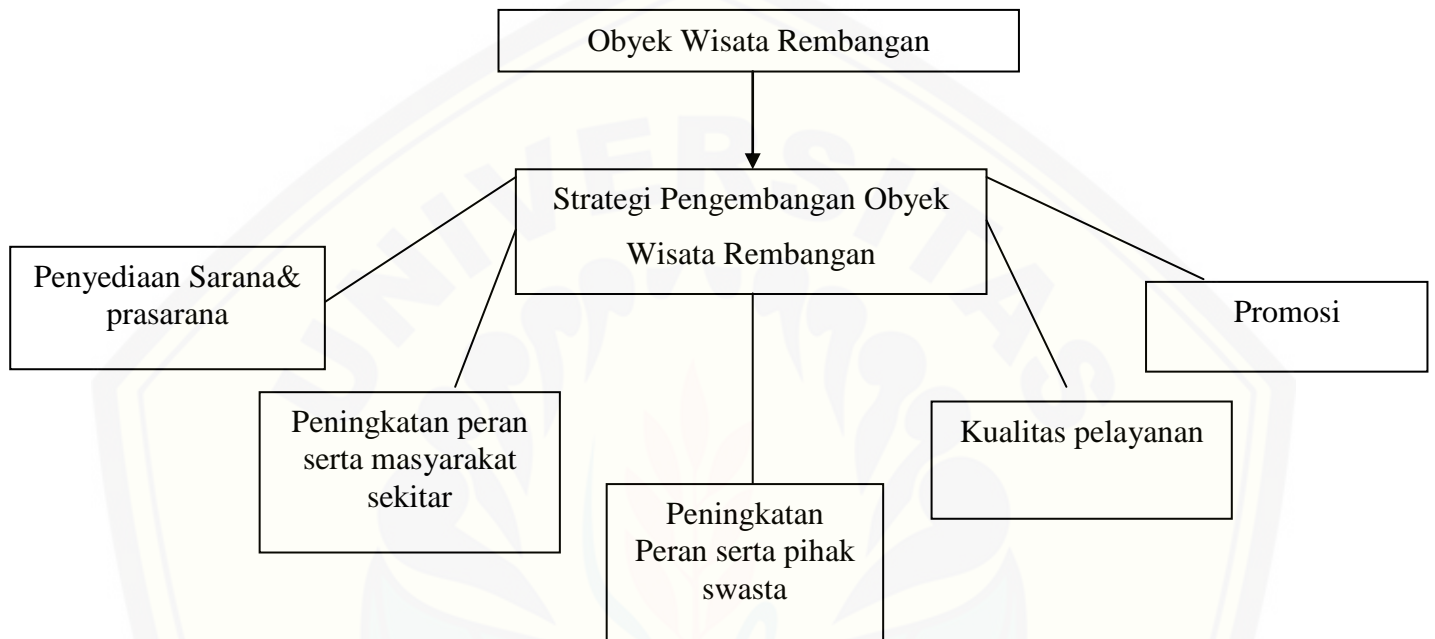 UNIVERSITAS
Obyek Wisata Rembangan
Strategi Pengembangan Obyek
Wisata Rembangan
Penyediaan Sarana&
prasarana
Peningkatan peran
serta masyarakat
sekitar
Peningkatan
Peran serta pihak
swasta
Kualitas pelayanan
Promosi